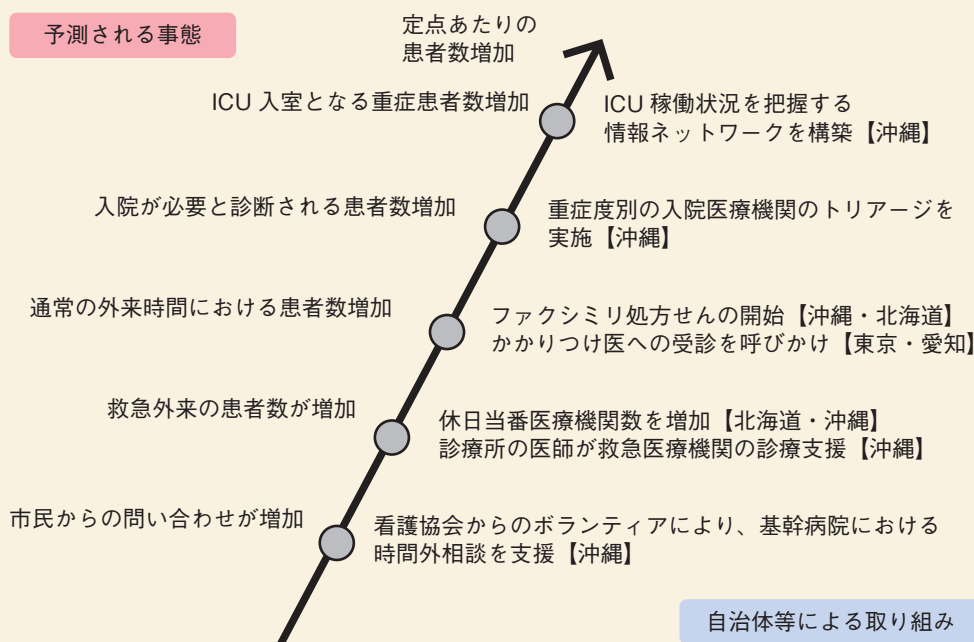 予測される事態
定点あたりの
患者数増加
ICU 入室となる重症患者数増加
ICU 稼働状況を把握する
情報ネットワークを構築【沖縄】
入院が必要と診断される患者数増加
重症度別の入院医療機関のトリアージを
実施【沖縄】
通常の外来時間における患者数増加
ファクシミリ処方せんの開始【沖縄・北海道】
かかりつけ医への受診を呼びかけ【東京・愛知】
救急外来の患者数が増加
休日当番医療機関数を増加【北海道・沖縄】
診療所の医師が救急医療機関の診療支援【沖縄】
市民からの問い合わせが増加
看護協会からのボランティアにより、基幹病院における
時間外相談を支援【沖縄】
自治体等による取り組み